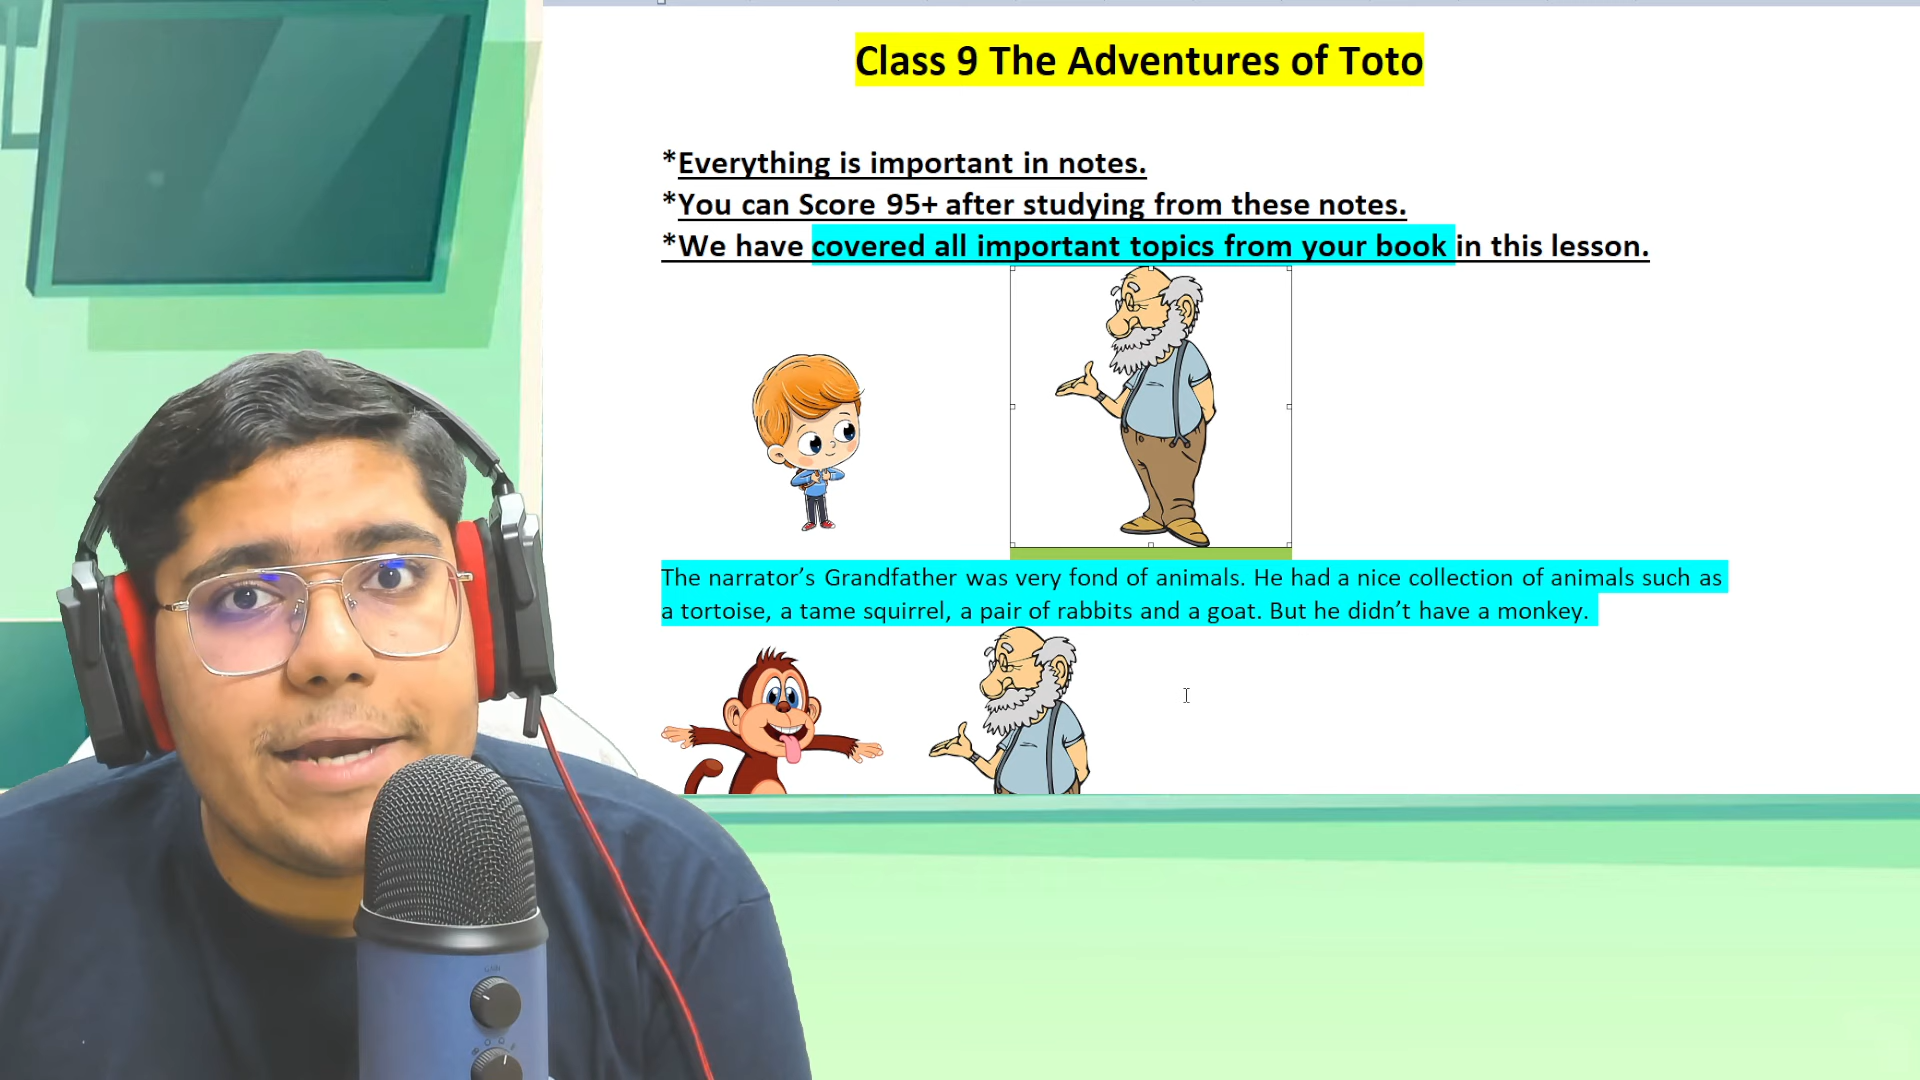 Class 9 The Adventures of Toto
*Everything is important in notes.
*You can Score 95+ after studying from these notes.
*We have covered all important topics from your book in this lesson.
The narrator’s Grandfather was very fond of animals. He had a nice collection of animals such as
a tortoise, a tame squirrel, a pair of rabbits and a goat. But he didn’t have a monkey.
GAIN